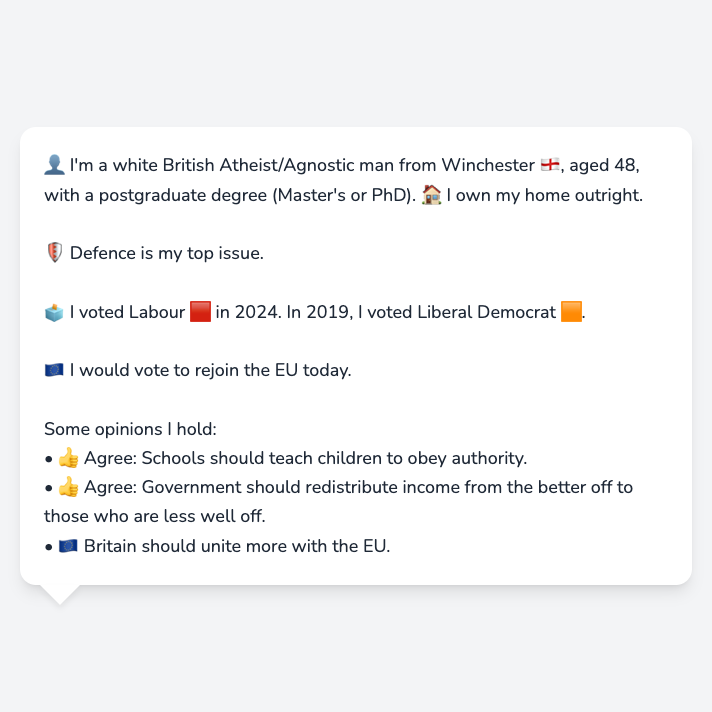 👤 I'm a white British Atheist/Agnostic man from Winchester 🏴󠁧󠁢󠁥󠁮󠁧󠁿, aged 48,
with a postgraduate degree (Master's or PhD). 🏠 I own my home outright.
🛡️ Defence is my top issue.
🗳️ I voted Labour 🟥 in 2024. In 2019, I voted Liberal Democrat 🟧.
🇪🇺 I would vote to rejoin the EU today.
Some opinions I hold:
• 👍 Agree: Schools should teach children to obey authority.
• 👍 Agree: Government should redistribute income from the better off to
those who are less well off.
• 🇪🇺 Britain should unite more with the EU.